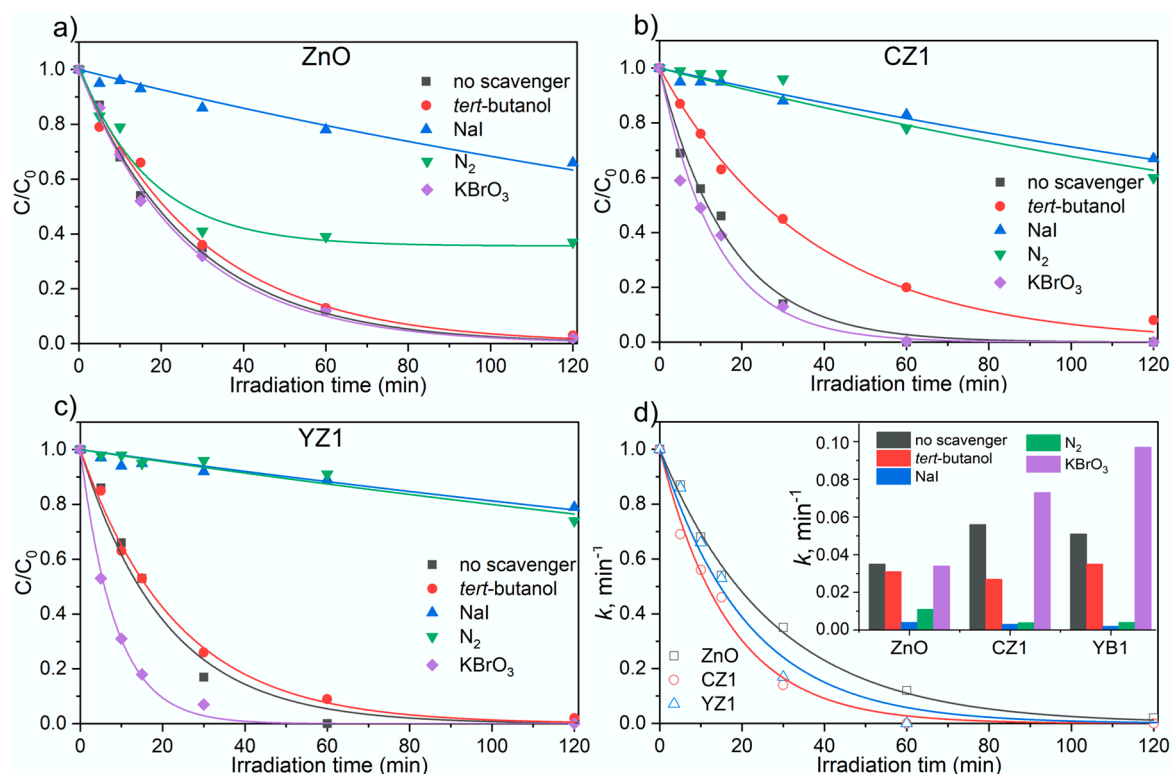 a)
ZnO
1.0
0.8
0.6
0.4
0.2
0.0
C/C0
no scavenger
tert-butanol
NaI
N2
KBrO3
0 20 40 60 80 100 120
Irradiation time (min)
b)
CZ1
1.0
0.8
0.6
0.4
0.2
0.0
C/C0
no scavenger
tert-butanol
NaI
N2
KBrO3
0 20 40 60 80 100 120
Irradiation time (min)
c)
YZ1
1.0
0.8
0.6
0.4
0.2
0.0
C/C0
no scavenger
tert-butanol
NaI
N2
KBrO3
0 20 40 60 80 100 120
Irradiation time (min)
d)
1.0
0.8
0.6
0.4
0.2
0.0
k, min-1
ZnO
CZ1
YZ1
0 20 40 60 80 100 120
Irradiation tim (min)
0.10
0.08
0.06
0.04
0.02
0.00
k, min-1
no scavenger
tert-butanol
NaI
N2
KBrO3
ZnO CZ1 YB1